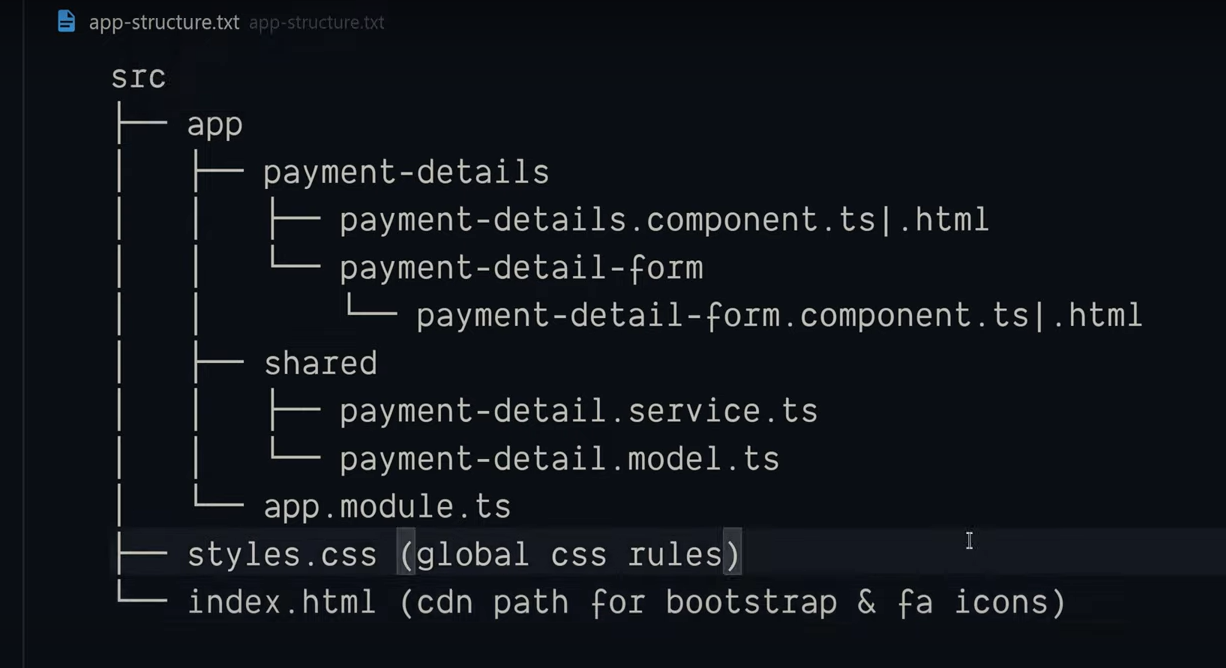 app-structure.txt app-structure.txt
src
├── app
│   ├── payment-details
│   │   ├── payment-details.component.ts|.html
│   │   └── payment-detail-form
│   │       └── payment-detail-form.component.ts|.html
│   ├── shared
│   │   ├── payment-detail.service.ts
│   │   └── payment-detail.model.ts
│   └── app.module.ts
├── styles.css (global css rules)
└── index.html (cdn path for bootstrap & fa icons)